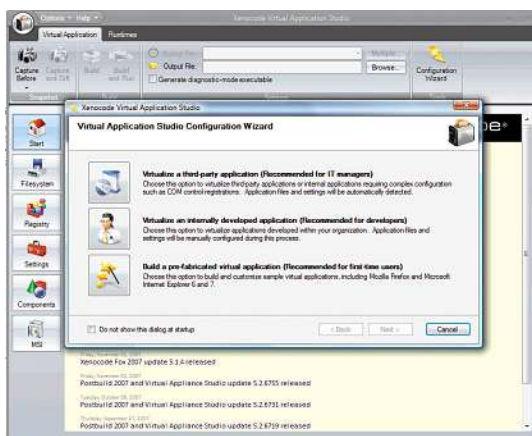 Options Help
Xenocode Virtual Application Studio
Virtual Application Runtimes
Capture Before
Capture and Diff
Build
Build and Run
Output File:
Browse...
Generate diagnostic-mode executable
Configuration Wizard
Xenocode Virtual Application Studio
Virtual Application Studio Configuration Wizard
Start
Filesystem
Registry
Settings
Components
MSI
Virtualize a third-party application (Recommended for IT managers)
Choose this option to virtualize third-party applications or internal applications requiring complex configuration
such as COM control registrations. Application files and settings will be automatically detected.
Virtualize an internally developed application (Recommended for developers)
Choose this option to virtualize applications developed within your organization. Application files and
settings will be manually configured during this process.
Build a pre-fabricated virtual application (Recommended for first-time users)
Choose this option to build and customize sample virtual applications, including Mozilla Firefox and Microsoft
Internet Explorer 6 and 7.
Do not show this dialog at startup
< Back
Next >
Cancel
Xenocode Fox 2007 update 5.1.4 released
Friday, November 02, 2007
Postbuild 2007 and Virtual Appliance Studio update 5.2.6755 released
Postbuild 2007 and Virtual Appliance Studio update 5.2.6731 released
Postbuild 2007 and Virtual Appliance Studio update 5.2.6719 released